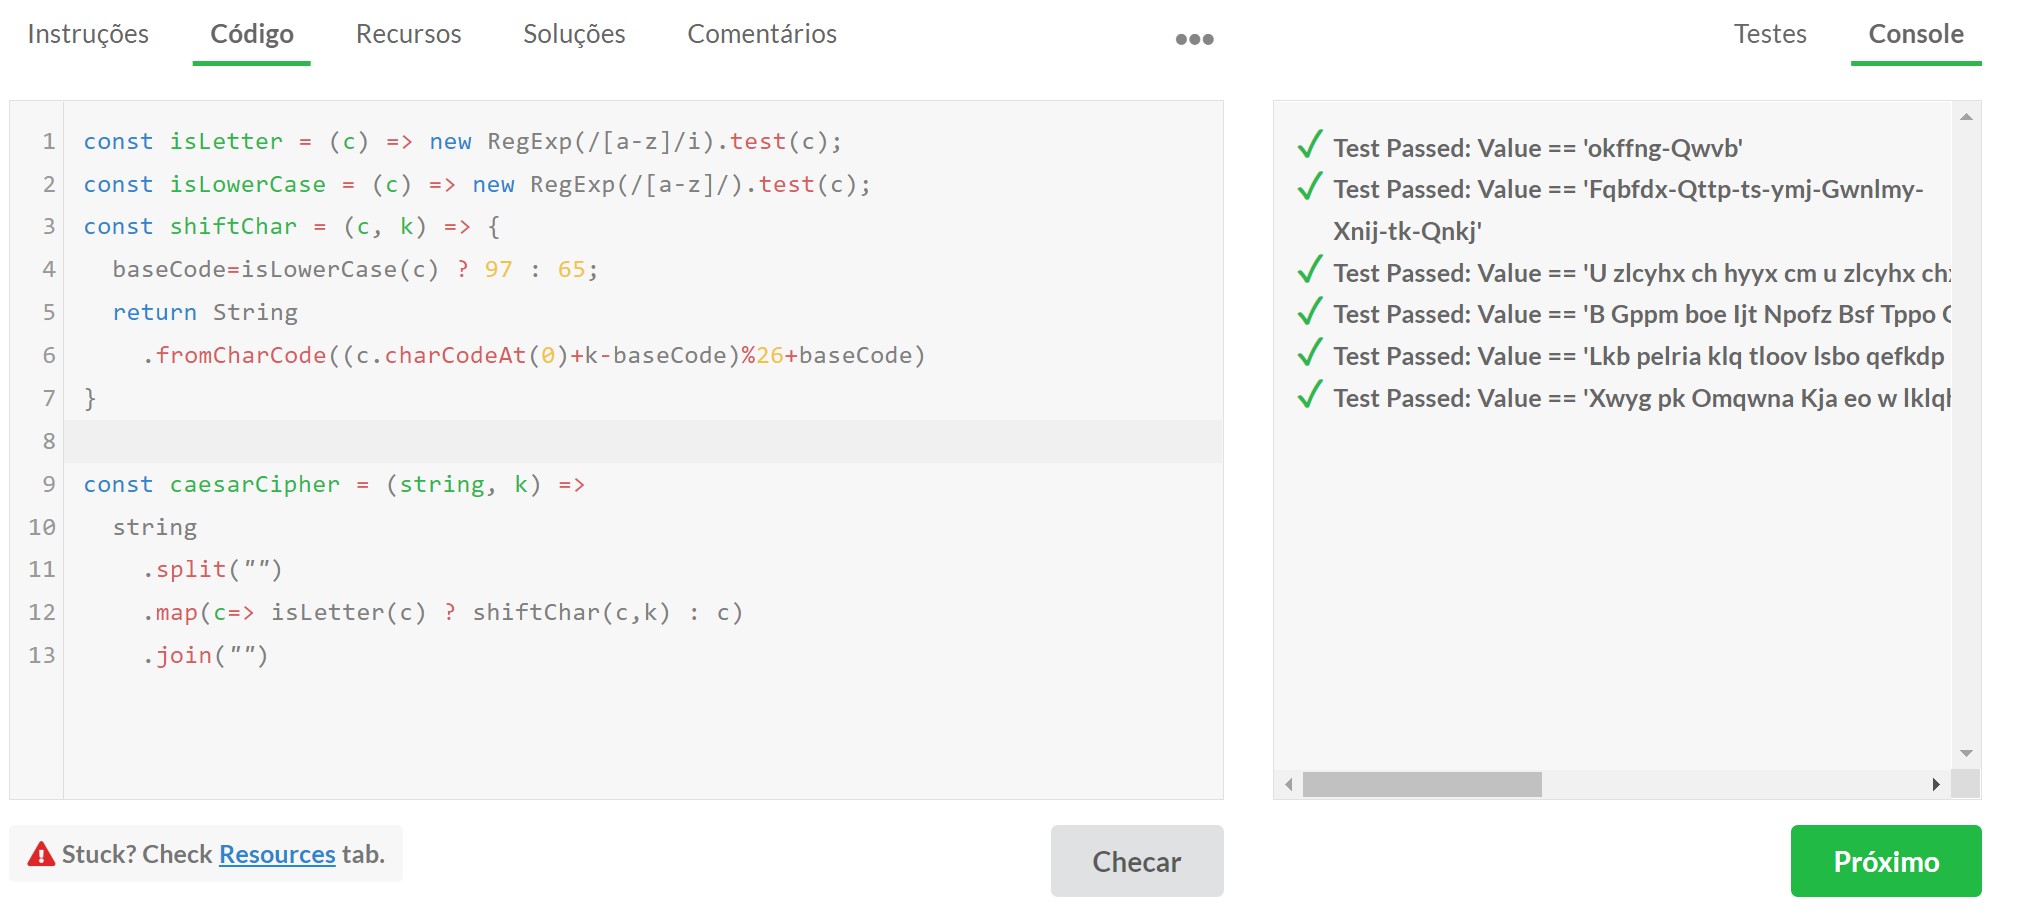 Instruções Código Recursos Soluções Comentários ••• Testes Console
1 const isLetter = (c) => new RegExp(/[a-z]/i).test(c);
2 const isLowerCase = (c) => new RegExp(/[a-z]/).test(c);
3 const shiftChar = (c, k) => {
4   baseCode=isLowerCase(c) ? 97 : 65;
5   return String
6     .fromCharCode((c.charCodeAt(0)+k-baseCode)%26+baseCode)
7 }
8
9 const caesarCipher = (string, k) =>
10   string
11     .split("")
12     .map(c=> isLetter(c) ? shiftChar(c,k) : c)
13     .join("")
✓ Test Passed: Value == 'okffng-Qwvb'
✓ Test Passed: Value == 'Fqbfdx-Qttp-ts-ymj-Gwnlmy-
Xnij-tk-Qnkj'
✓ Test Passed: Value == 'U zlcyhx ch hyyx cm u zlcyhx
✓ Test Passed: Value == 'B Gppm boe Ijt Npofz Bsf Tppo
✓ Test Passed: Value == 'Lkb pelria klq tloov lsbo qefkdp
✓ Test Passed: Value == 'Xwyg pk Omqwna Kja eo w
Stuck? Check Resources tab.
Checar
Próximo